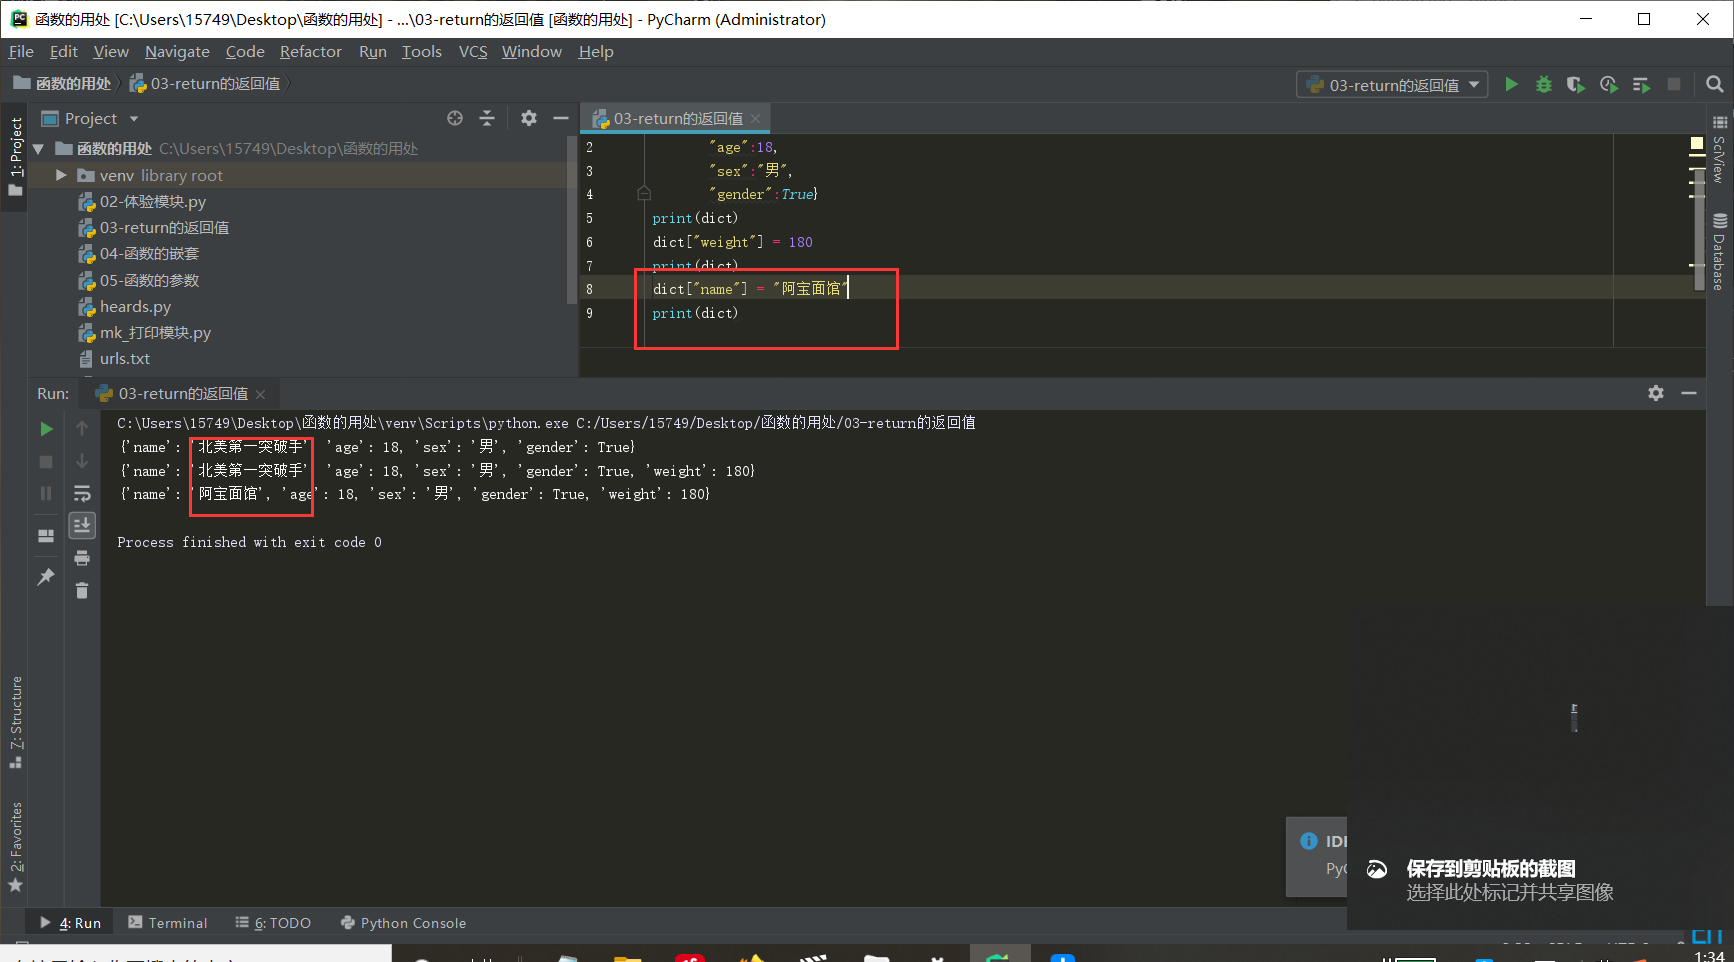 函数的用处 [C:\Users\15749\Desktop\函数的用处] - ...\03-return的返回值 [函数的用处] - PyCharm (Administrator)
File Edit View Navigate Code Refactor Run Tools VCS Window Help
函数的用处 03-return的返回值
03-return的返回值
Project
03-return的返回值
1: Project
函数的用处 C:\Users\15749\Desktop\函数的用处
venv library root
02-体验模块.py
03-return的返回值
04-函数的嵌套
05-函数的参数
heards.py
mk_打印模块.py
urls.txt
2 "age":18,
3 "sex":"男",
4 "gender":True}
5 print(dict)
6 dict["weight"] = 180
7 print(dict)
8 dict["name"] = "阿宝面馆"
9 print(dict)
SciView
Database
Run: 03-return的返回值
C:\Users\15749\Desktop\函数的用处\venv\Scripts\python.exe C:/Users/15749/Desktop/函数的用处/03-return的返回值
{'name': '北美第一突破手' 'age': 18, 'sex': '男', 'gender': True}
{'name': '北美第一突破手' 'age': 18, 'sex': '男', 'gender': True, 'weight': 180}
{'name': '阿宝面馆', 'age': 18, 'sex': '男', 'gender': True, 'weight': 180}
Process finished with exit code 0
7: Structure
2: Favorites
保存到剪贴板的截图
选择此处标记并共享图像
4: Run Terminal 6: TODO Python Console
1:34